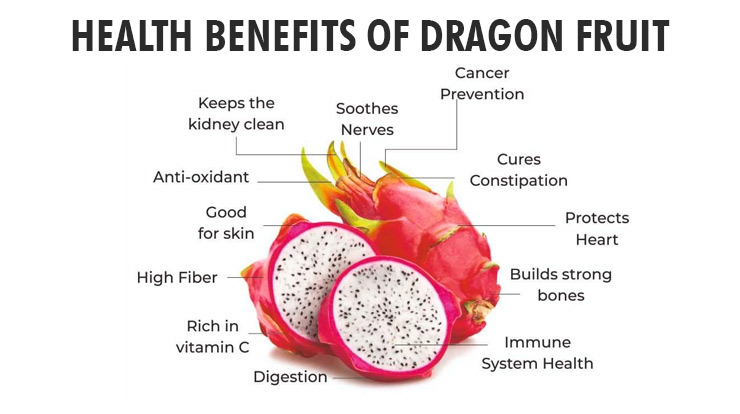 HEALTH BENEFITS OF DRAGON FRUIT
Cancer
Prevention
Keeps the
kidney clean
Soothes
Nerves
Anti-oxidant
Cures
Constipation
Good
for skin
Protects
Heart
High Fiber
Builds strong
bones
Rich in
vitamin C
Immune
System Health
Digestion